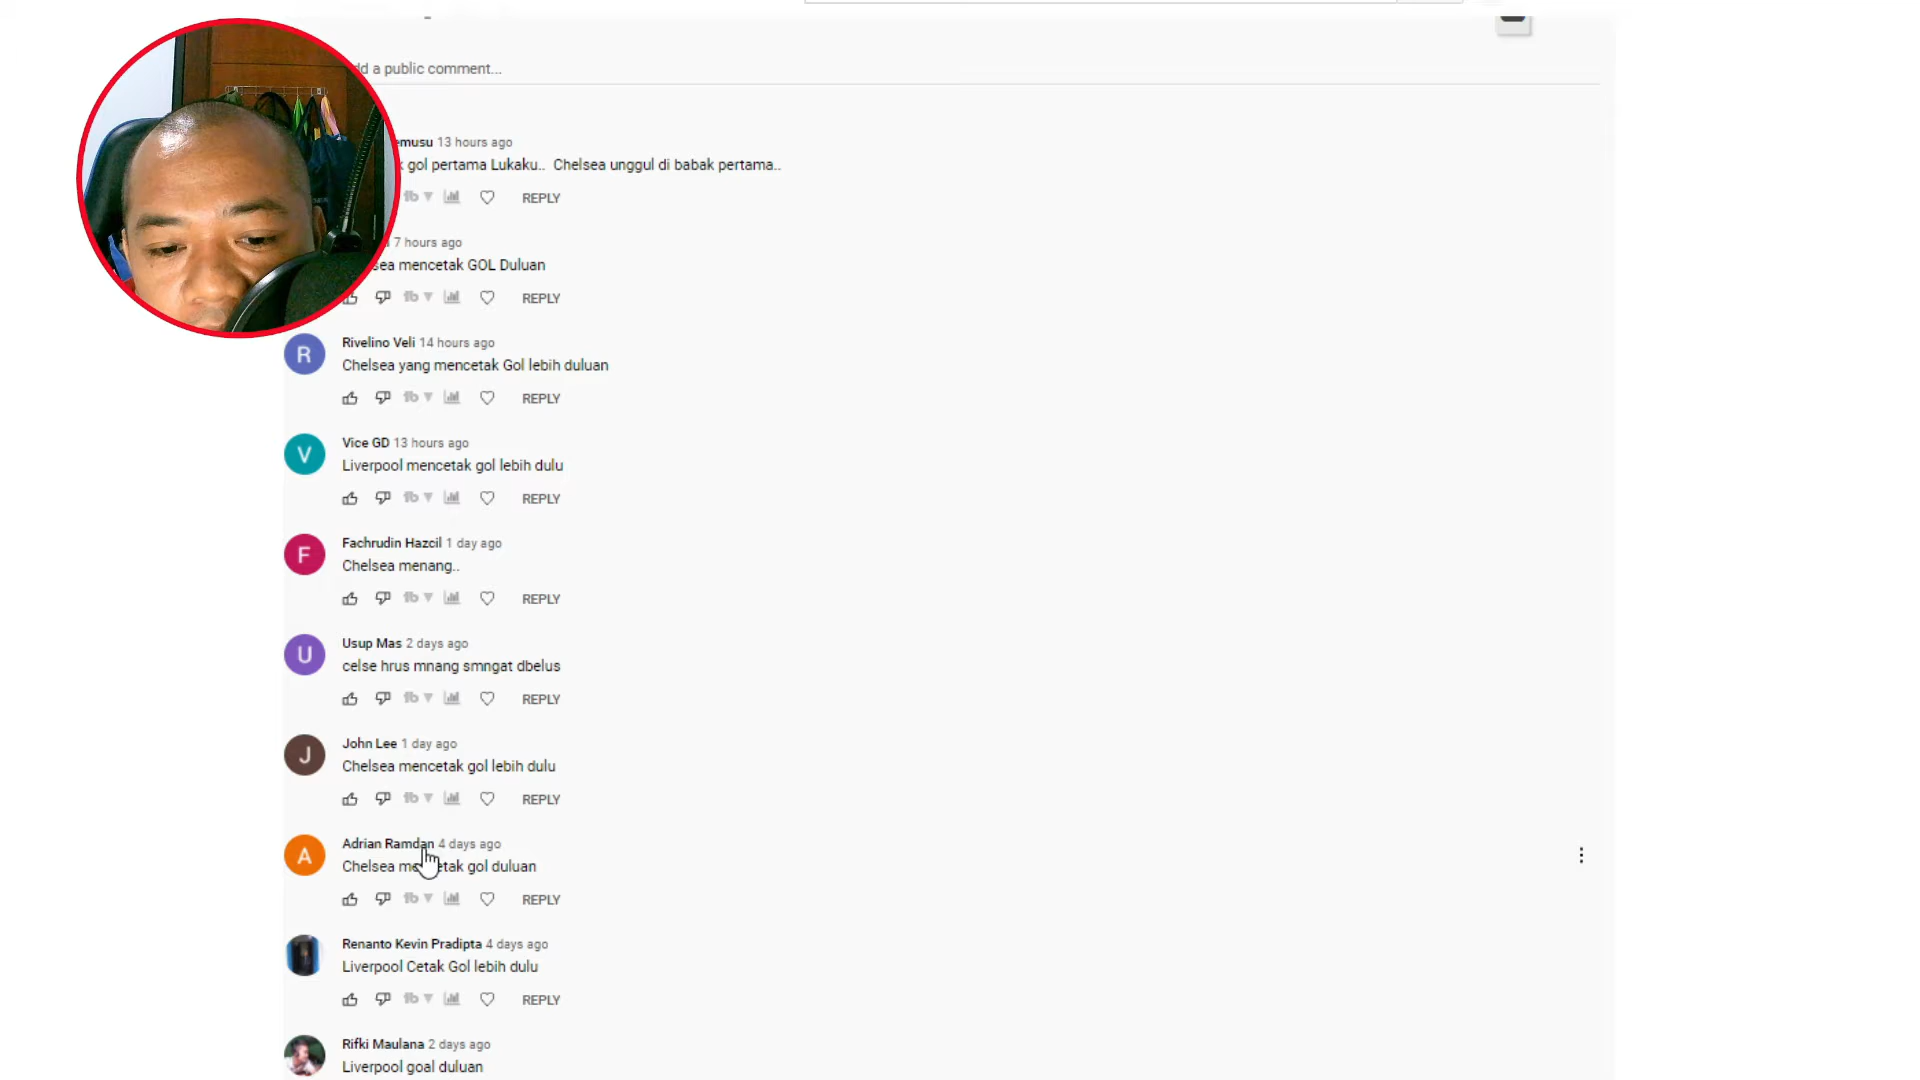 a public comment...
13 hours ago
gol pertama Lukaku.. Chelsea unggul di babak pertama..
REPLY
7 hours ago
mencetak GOL Duluan
REPLY
R
Rivelino Veli 14 hours ago
Chelsea yang mencetak Gol lebih duluan
REPLY
V
Vice GD 13 hours ago
Liverpool mencetak gol lebih dulu
REPLY
F
Fachrudin Hazcil 1 day ago
Chelsea menang..
REPLY
U
Usup Mas 2 days ago
celse hrus mnang smngat dbelus
REPLY
J
John Lee 1 day ago
Chelsea mencetak gol lebih dulu
REPLY
A
Adrian Ramdan 4 days ago
Chelsea mencetak gol duluan
REPLY
Renanto Kevin Pradipta 4 days ago
Liverpool Cetak Gol lebih dulu
REPLY
Rifki Maulana 2 days ago
Liverpool goal duluan